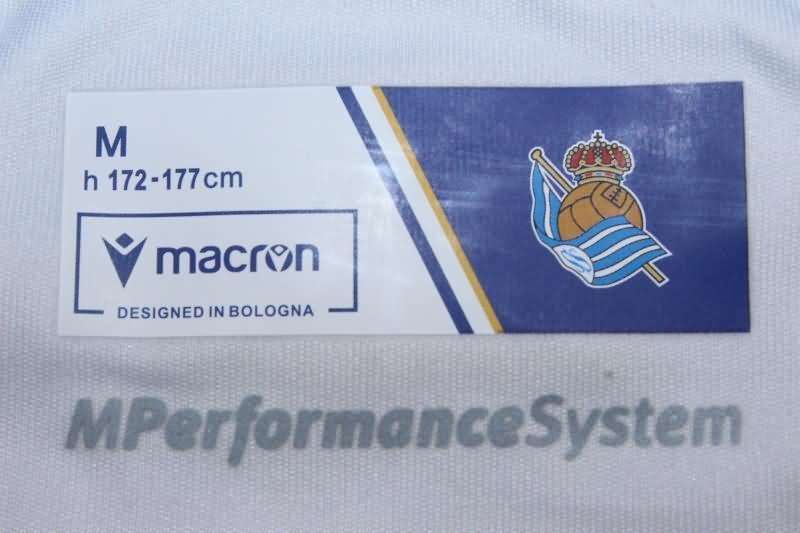 M
h 172-177cm
macron
DESIGNED IN BOLOGNA
MPerformanceSystem